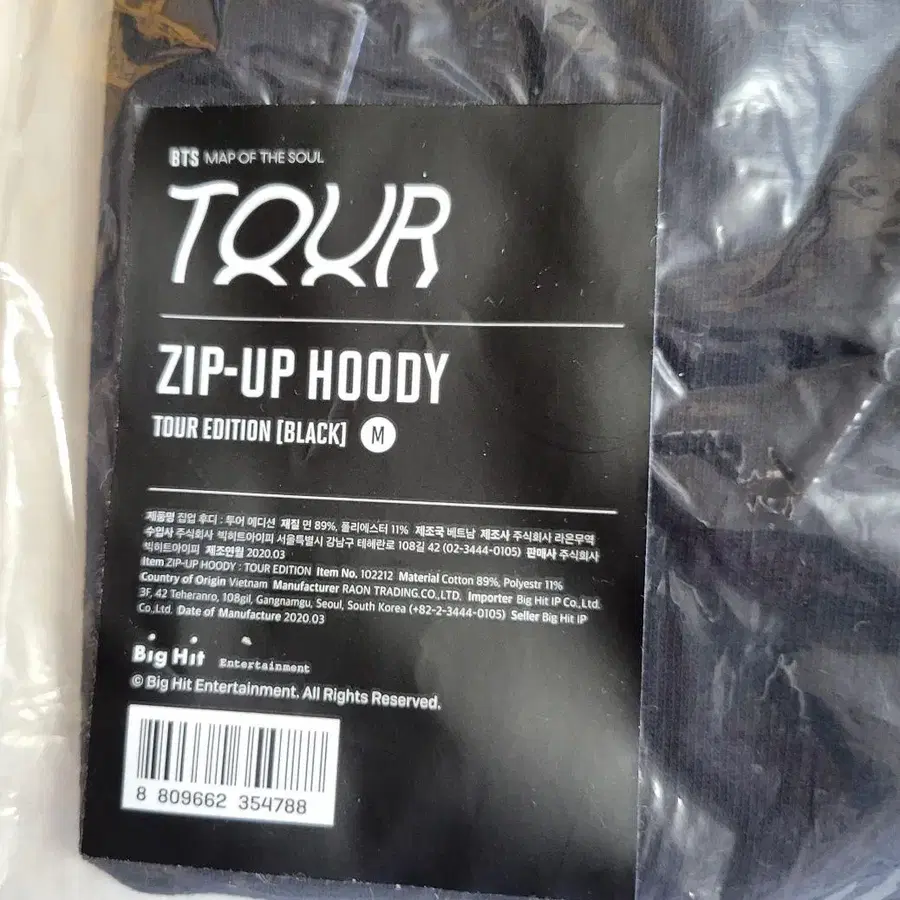 BTS MAP OF THE SOUL
TOUR
ZIP-UP HOODY
TOUR EDITION [BLACK] M
제품명 집업 후디 : 투어 에디션 재질 면 89%, 폴리에스터 11% 제조국 베트남 제조사 주식회사 라온무역
수입사 주식회사 빅히트아이피 서울특별시 강남구 테헤란로 108길 42 (02-3444-0105) 판매사 주식회사
빅히트아이피 제조연월 2020.03
Item ZIP-UP HOODY : TOUR EDITION Item No. 102212 Material Cotton 89%, Polyestr 11%
Country of Origin Vietnam Manufacturer RAON TRADING.CO.,LTD. Importer Big Hit IP Co.,Ltd.
3F, 42 Teheranro, 108gil, Gangnamgu, Seoul, South Korea (+82-2-3444-0105) Seller Big Hit IP
Co.,Ltd. Date of Manufacture 2020.03
Big Hit Entertainment
© Big Hit Entertainment. All Rights Reserved.
8 809662 354788